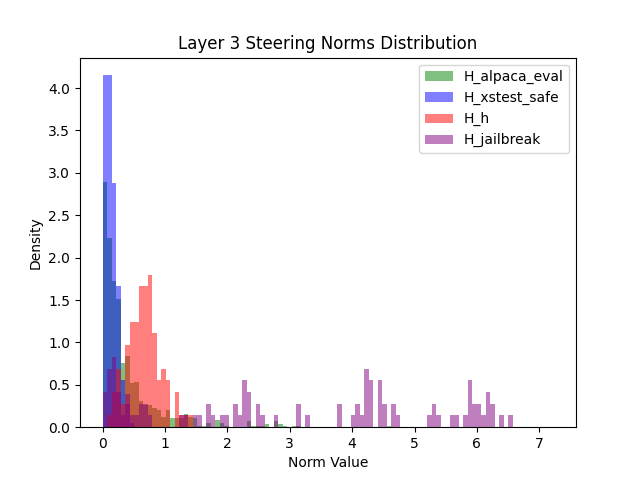 Layer 3 Steering Norms Distribution
H_alpaca_eval
H_xstest_safe
H_h
H_jailbreak
Density
4.0
3.5
3.0
2.5
2.0
1.5
1.0
0.5
0.0
0 1 2 3 4 5 6 7
Norm Value